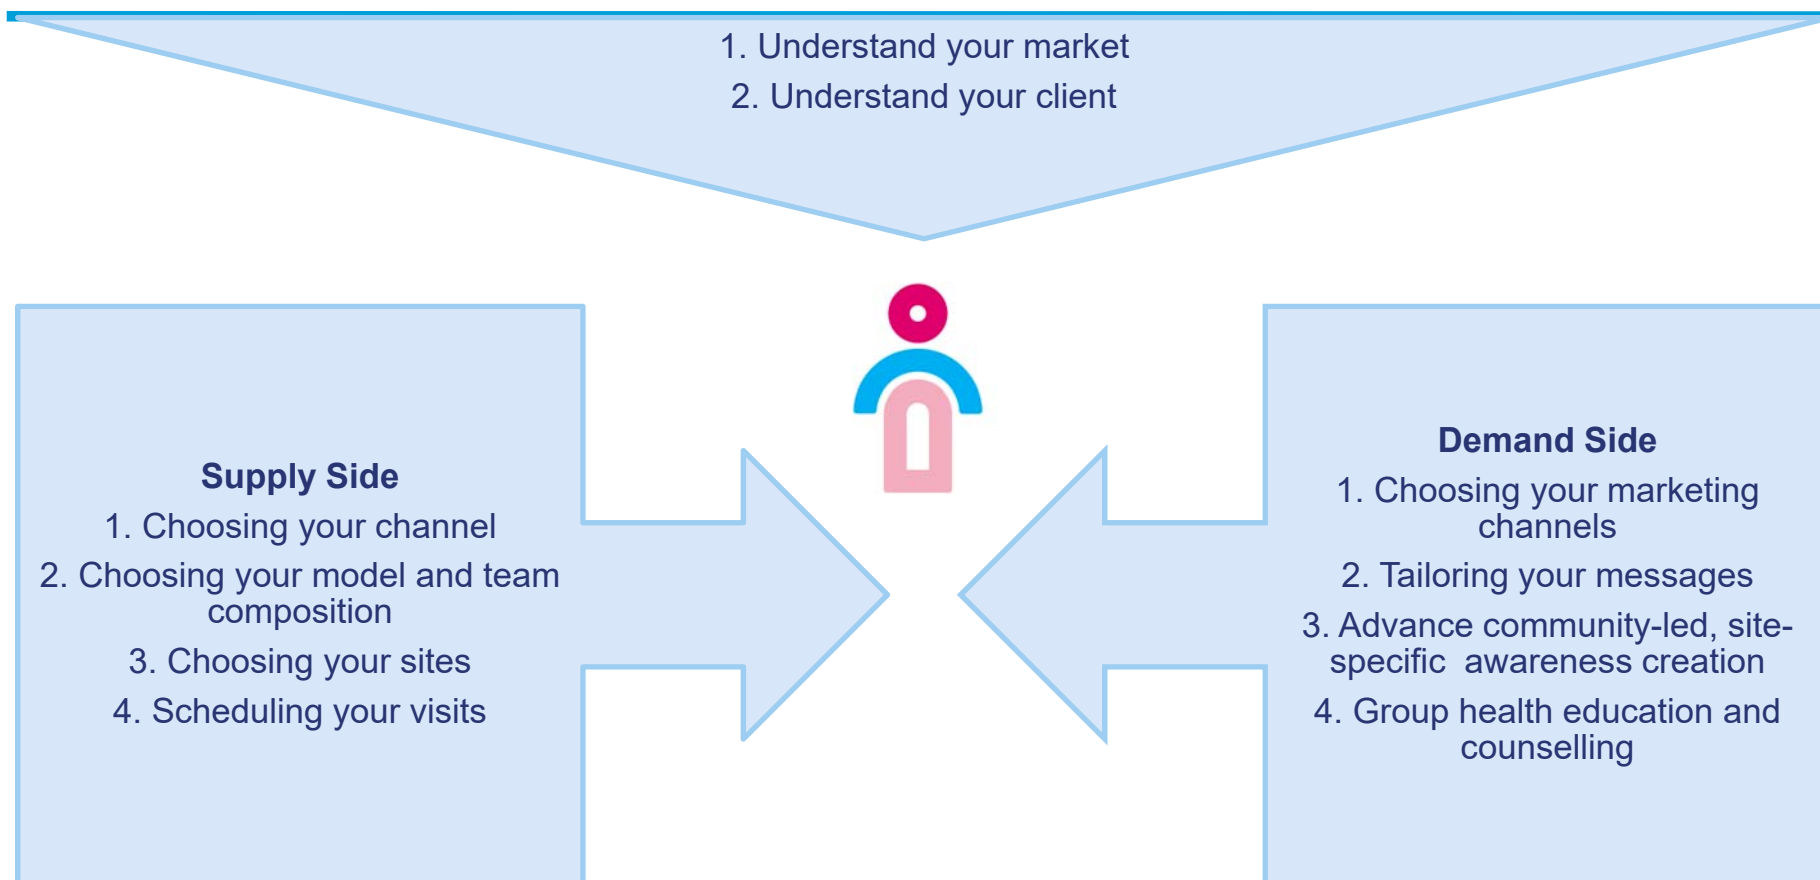 1. Understand your market
2. Understand your client
Supply Side
1. Choosing your channel
2. Choosing your model and team
composition
3. Choosing your sites
4. Scheduling your visits
Demand Side
1. Choosing your marketing
channels
2. Tailoring your messages
3. Advance community-led, site-
specific awareness creation
4. Group health education and
counselling